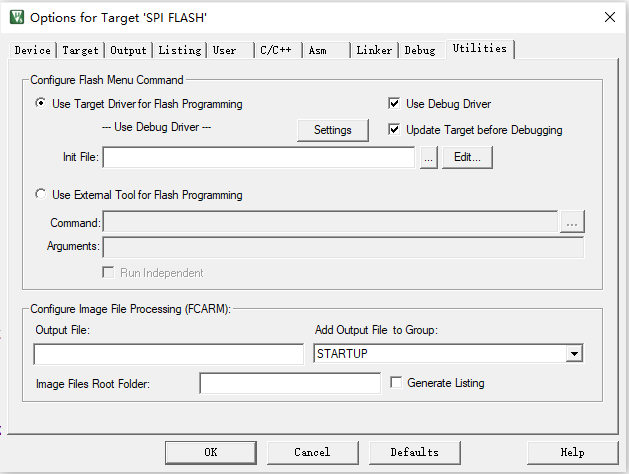 Options for Target 'SPI FLASH'
Device Target Output Listing User C/C++ Asm Linker Debug Utilities
Configure Flash Menu Command
Use Target Driver for Flash Programming
Use Debug Driver
--- Use Debug Driver ---
Settings
Update Target before Debugging
Init File:
...
Edit...
Use External Tool for Flash Programming
Command:
...
Arguments:
Run Independent
Configure Image File Processing (FCARM):
Output File:
Add Output File to Group:
STARTUP
Image Files Root Folder:
Generate Listing
OK
Cancel
Defaults
Help